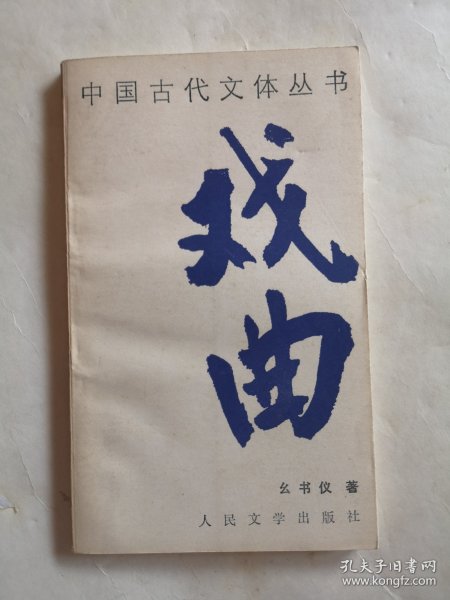 中国古代文体丛书
戏曲
幺书仪 著
人民文学出版社
孔夫子旧书网
www.kongfz.com